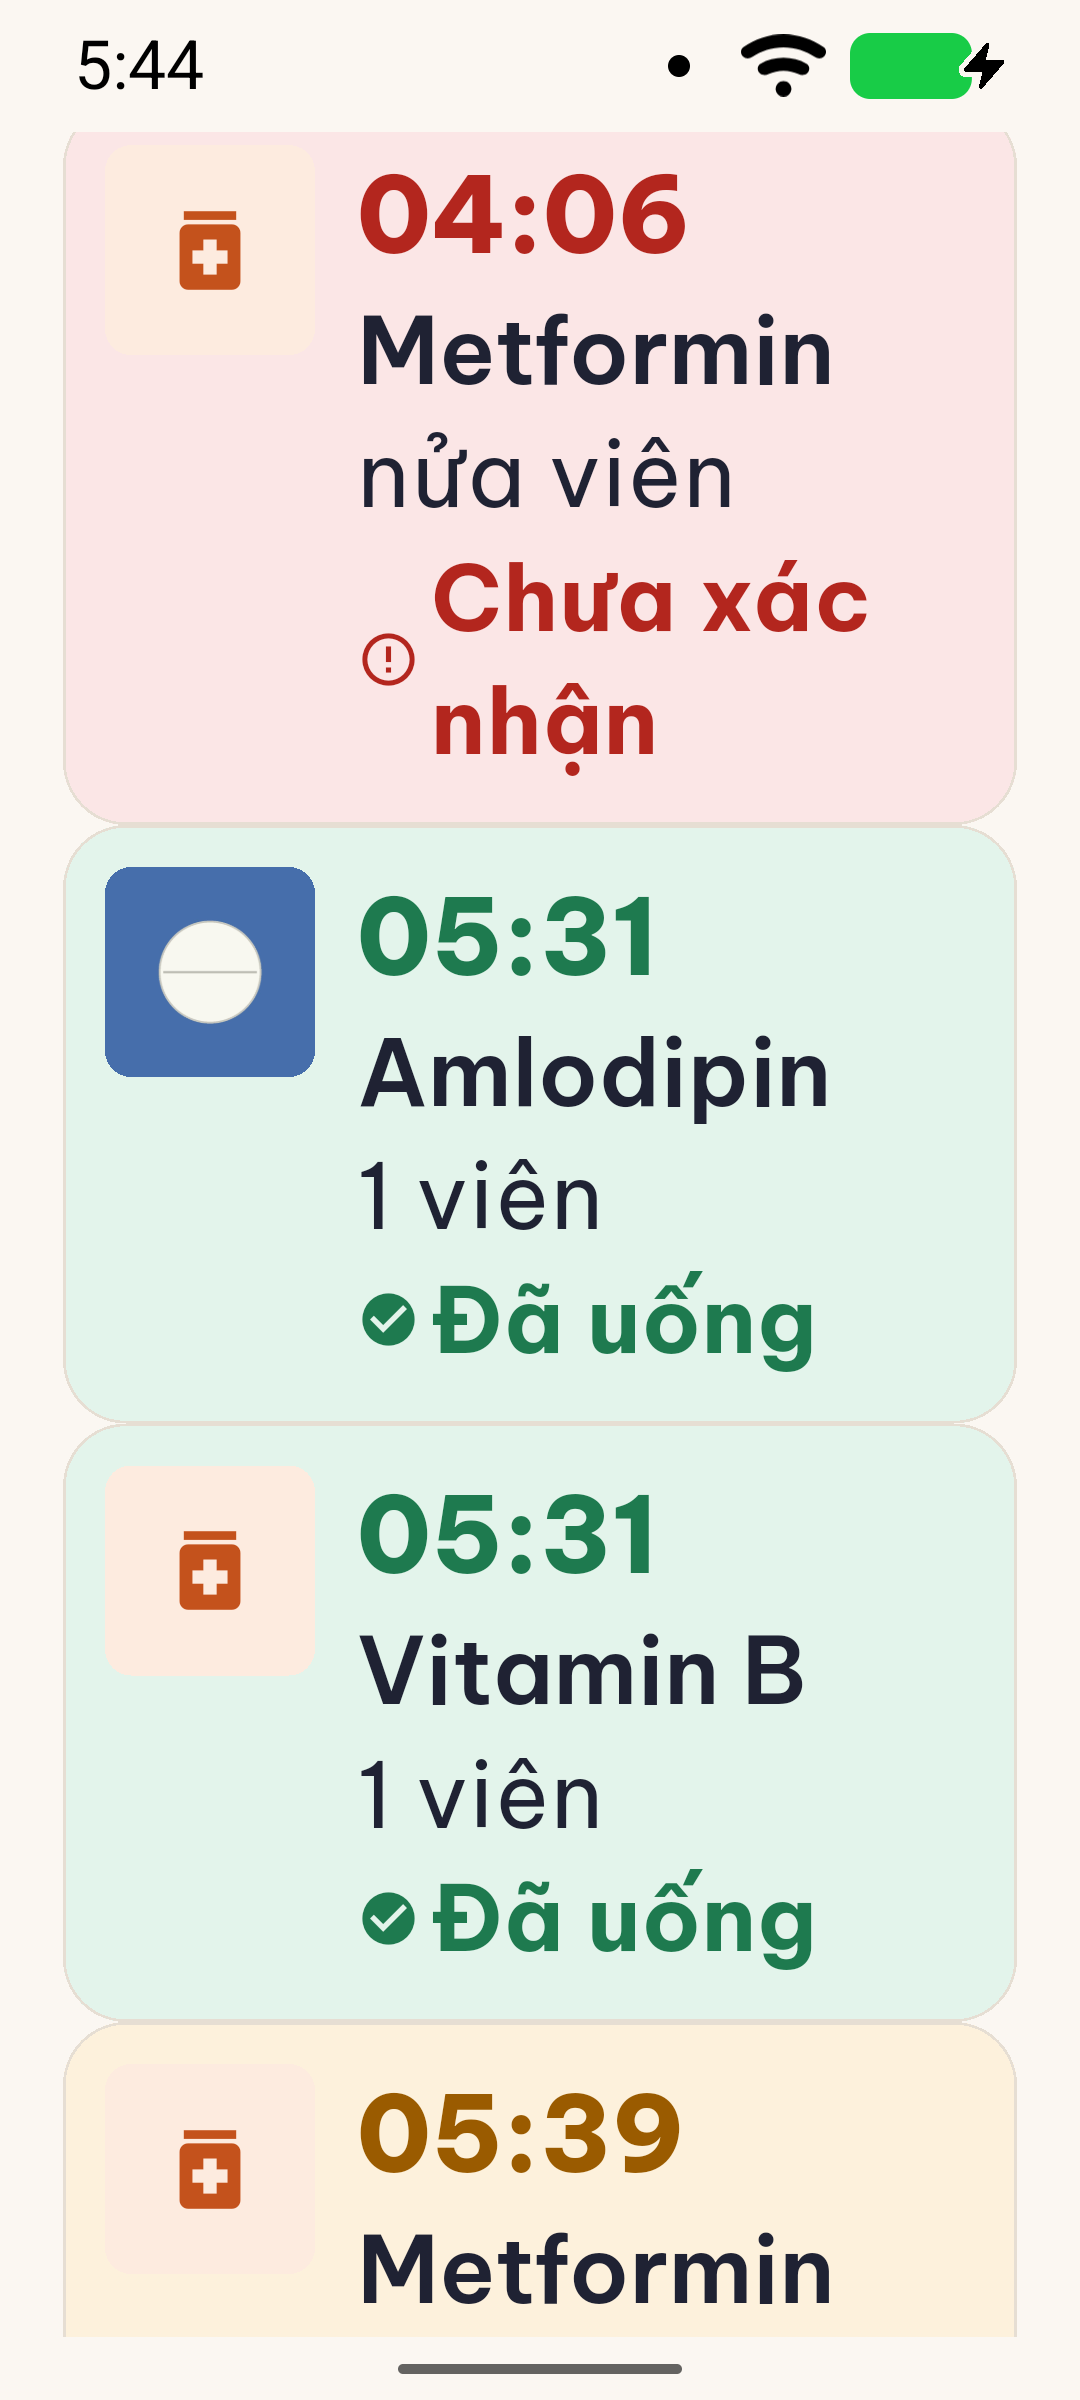 5:44
04:06
Metformin
nửa viên
Chưa xác
nhận
05:31
Amlodipin
1 viên
Đã uống
05:31
Vitamin B
1 viên
Đã uống
05:39
Metformin